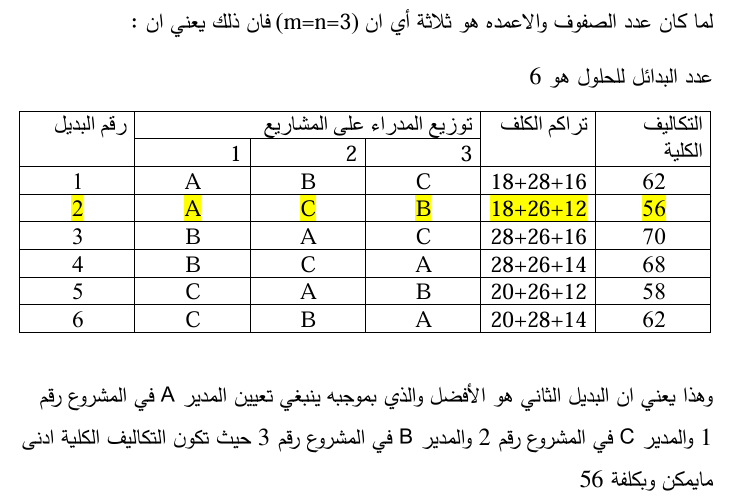 لما كان عدد الصفوف والاعمده هو ثلاثة أي ان (m=n=3) فان ذلك يعني ان :
عدد البدائل للحلول هو 6
رقم البديل توزيع المدراء على المشاريع تراكم الكلف التكاليف الكلية
1 2 3
1 A B C 18+28+16 62
2 A C B 18+26+12 56
3 B A C 28+26+16 70
4 B C A 28+26+14 68
5 C A B 20+26+12 58
6 C B A 20+28+14 62
وهذا يعني ان البديل الثاني هو الأفضل والذي بموجبه ينبغي تعيين المدير A في المشروع رقم
1 والمدير C في المشروع رقم 2 والمدير B في المشروع رقم 3 حيث تكون التكاليف الكلية ادنى
مايمكن وبكلفة 56